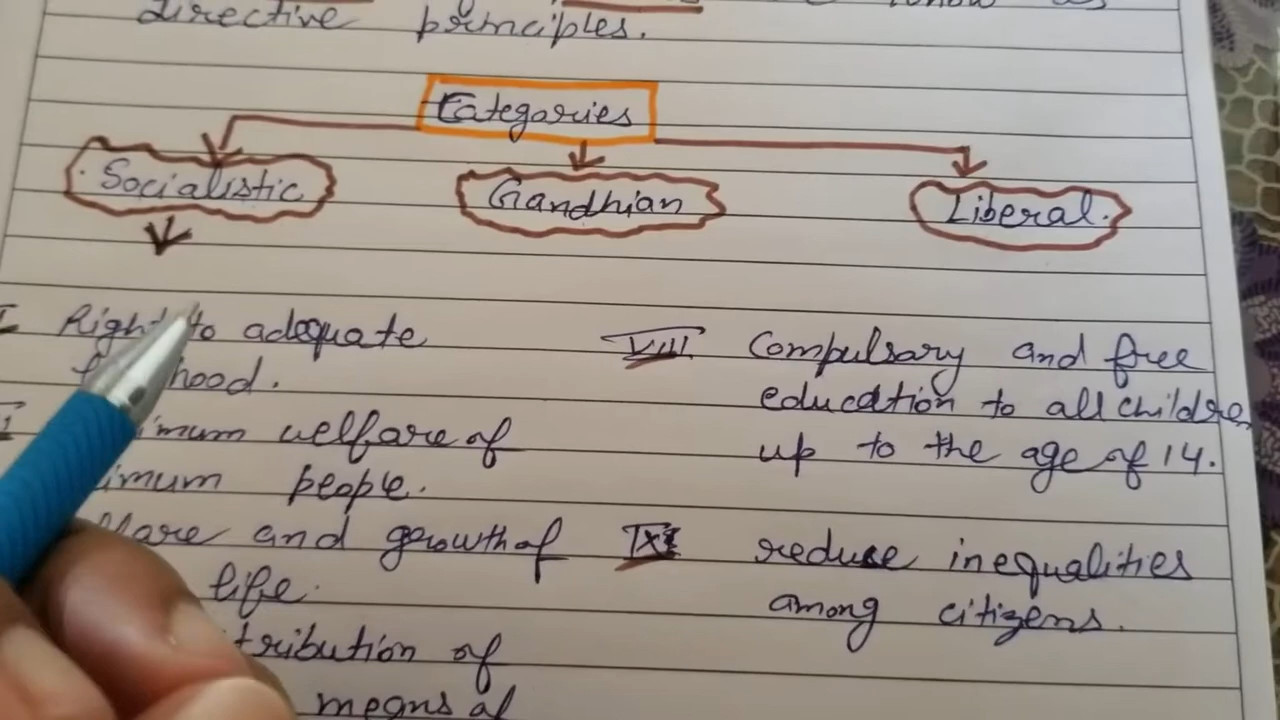 directive principles.
Categories
Socialistic
Gandhian
Liberal.
I Right to adequate
hood.
welfare of
people.
and growth of
life.
tribution of
means of
VIII Compulsary and free
education to all children
up to the age of 14.
IX reduse inequalities
among citizens.